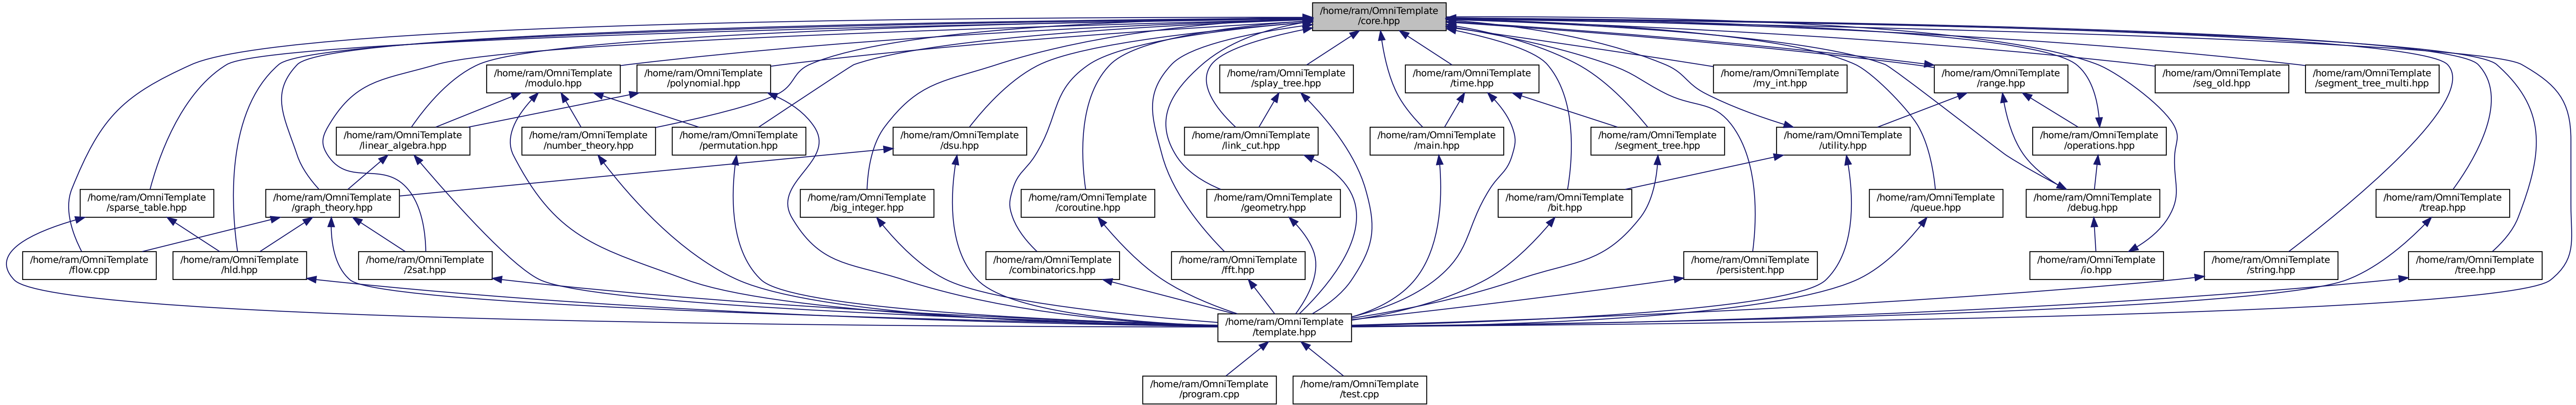 /home/ram/OmniTemplate
/core.hpp
/home/ram/OmniTemplate
/modulo.hpp
/home/ram/OmniTemplate
/polynomial.hpp
/home/ram/OmniTemplate
/splay_tree.hpp
/home/ram/OmniTemplate
/time.hpp
/home/ram/OmniTemplate
/my_int.hpp
/home/ram/OmniTemplate
/range.hpp
/home/ram/OmniTemplate
/seg_old.hpp
/home/ram/OmniTemplate
/segment_tree_multi.hpp
/home/ram/OmniTemplate
/linear_algebra.hpp
/home/ram/OmniTemplate
/number_theory.hpp
/home/ram/OmniTemplate
/permutation.hpp
/home/ram/OmniTemplate
/dsu.hpp
/home/ram/OmniTemplate
/link_cut.hpp
/home/ram/OmniTemplate
/main.hpp
/home/ram/OmniTemplate
/segment_tree.hpp
/home/ram/OmniTemplate
/utility.hpp
/home/ram/OmniTemplate
/operations.hpp
/home/ram/OmniTemplate
/sparse_table.hpp
/home/ram/OmniTemplate
/graph_theory.hpp
/home/ram/OmniTemplate
/big_integer.hpp
/home/ram/OmniTemplate
/coroutine.hpp
/home/ram/OmniTemplate
/geometry.hpp
/home/ram/OmniTemplate
/bit.hpp
/home/ram/OmniTemplate
/queue.hpp
/home/ram/OmniTemplate
/debug.hpp
/home/ram/OmniTemplate
/treap.hpp
/home/ram/OmniTemplate
/flow.cpp
/home/ram/OmniTemplate
/hld.hpp
/home/ram/OmniTemplate
/2sat.hpp
/home/ram/OmniTemplate
/combinatorics.hpp
/home/ram/OmniTemplate
/fft.hpp
/home/ram/OmniTemplate
/persistent.hpp
/home/ram/OmniTemplate
/io.hpp
/home/ram/OmniTemplate
/string.hpp
/home/ram/OmniTemplate
/tree.hpp
/home/ram/OmniTemplate
/template.hpp
/home/ram/OmniTemplate
/program.cpp
/home/ram/OmniTemplate
/test.cpp